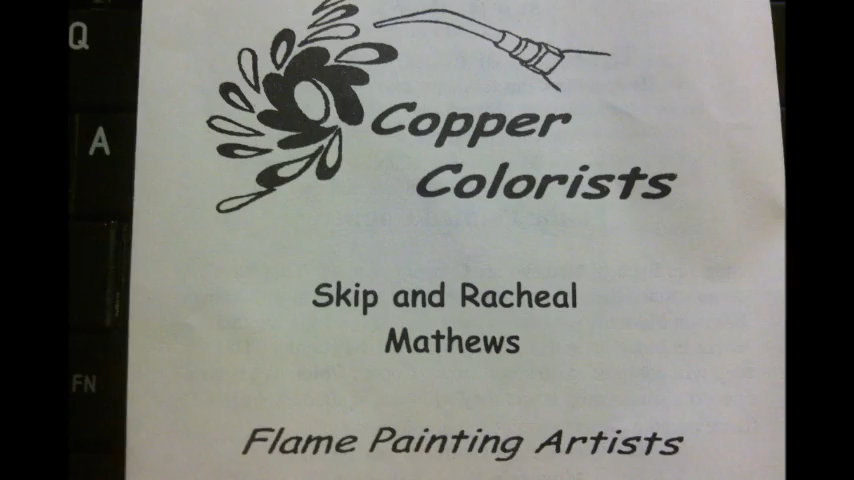 Q
A
FN
Copper
Colorists
Skip and Racheal
Mathews
Flame Painting Artists